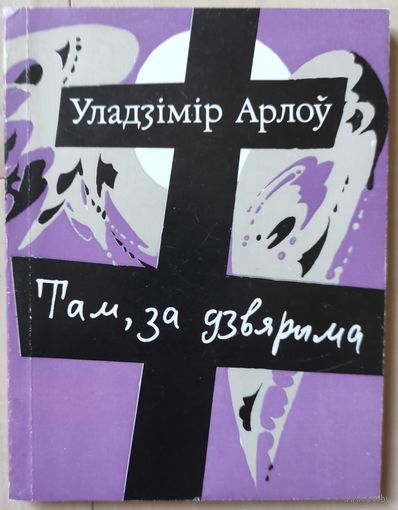 Уладзімір Арлоў
Там, за дзвярыма